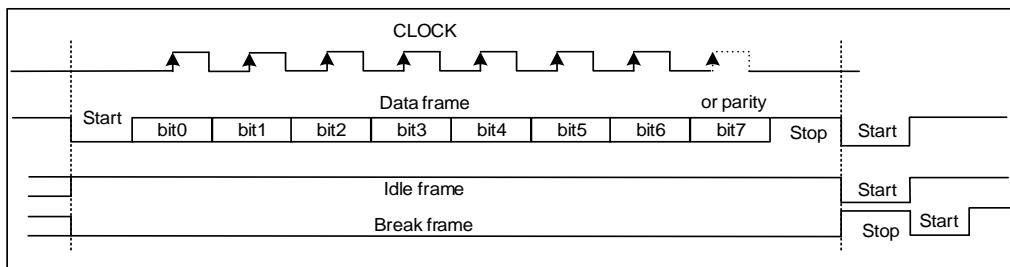 CLOCK
Data frame
or parity
Start bit0 bit1 bit2 bit3 bit4 bit5 bit6 bit7 Stop Start
Idle frame Start
Break frame Stop Start